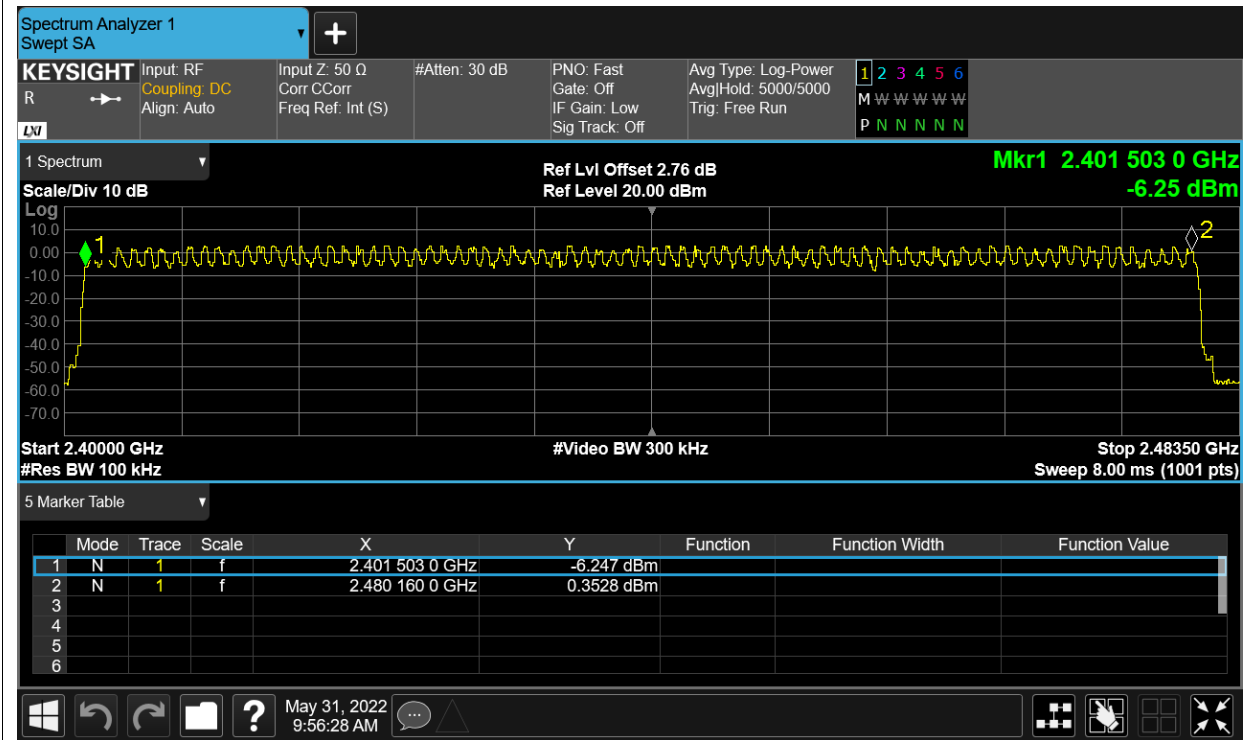 Spectrum Analyzer 1
Swept SA
+
KEYSIGHT
R
LXI
Input: RF
Coupling: DC
Align: Auto
Input Z: 50 Ω
Corr CCorr
Freq Ref: Int (S)
#Atten: 30 dB
PNO: Fast
Gate: Off
IF Gain: Low
Sig Track: Off
Avg Type: Log-Power
Avg|Hold: 5000/5000
Trig: Free Run
1 2 3 4 5 6
M W W W W W
P N N N N N
1 Spectrum
Scale/Div 10 dB
Ref Lvl Offset 2.76 dB
Ref Level 20.00 dBm
Mkr1 2.401 503 0 GHz
-6.25 dBm
Log
10.0
0.00
-10.0
-20.0
-30.0
-40.0
-50.0
-60.0
-70.0
1
2
Start 2.40000 GHz
#Res BW 100 kHz
#Video BW 300 kHz
Stop 2.48350 GHz
Sweep 8.00 ms (1001 pts)
5 Marker Table
Mode Trace Scale X Y Function Function Width Function Value
1 N 1 f 2.401 503 0 GHz -6.247 dBm
2 N 1 f 2.480 160 0 GHz 0.3528 dBm
3
4
5
6
?
May 31, 2022
9:56:28 AM